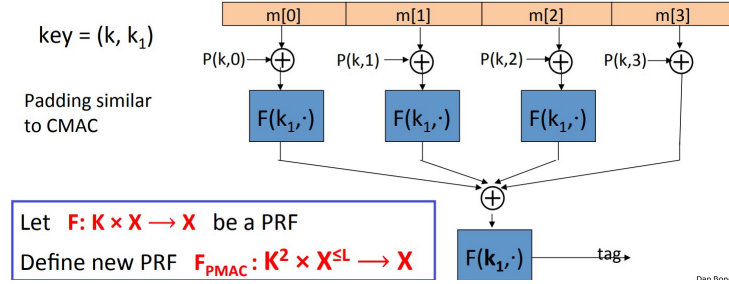 m[0] m[1] m[2] m[3]
key = (k, k₁)
P(k,0) P(k,1) P(k,2) P(k,3)
Padding similar
to CMAC
F(k₁,·) F(k₁,·) F(k₁,·)
Let F: K × X ⟶ X be a PRF
Define new PRF F_PMAC : K² × X^≤L ⟶ X
F(k₁,·) tag